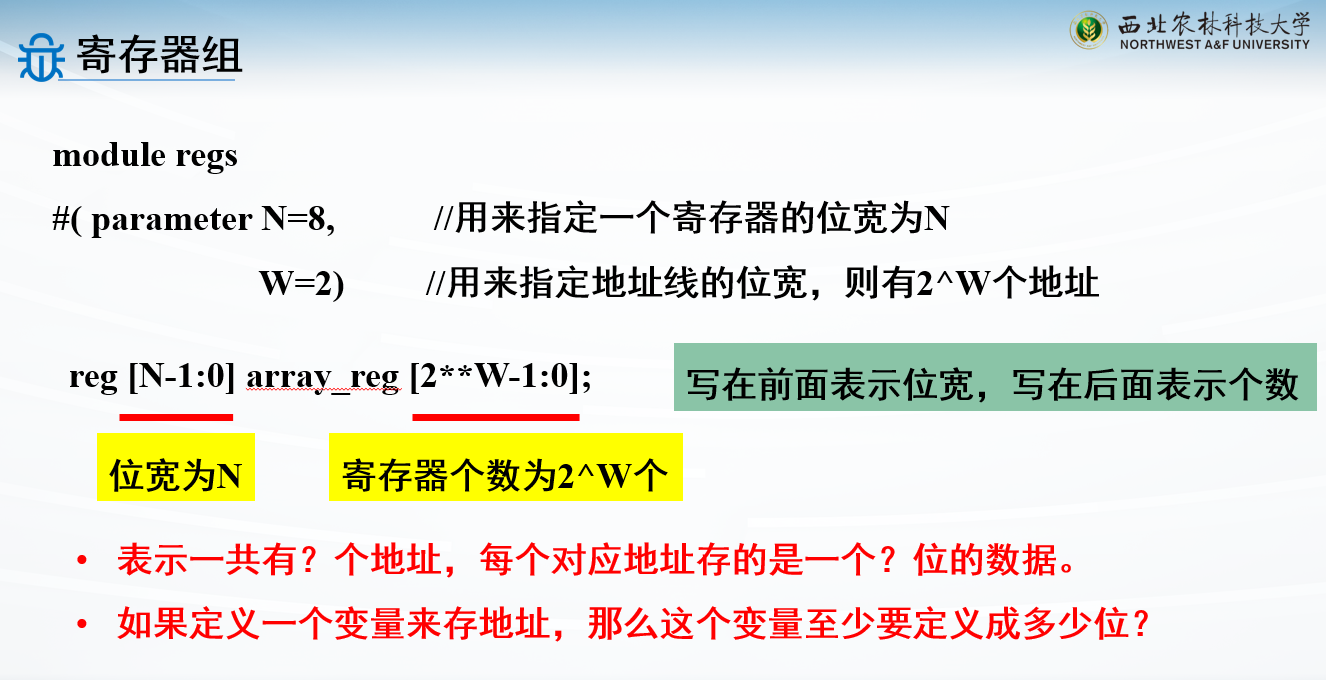 寄存器组
西北农林科技大学
NORTHWEST A&F UNIVERSITY
module regs
#( parameter N=8, //用来指定一个寄存器的位宽为N
W=2) //用来指定地址线的位宽，则有2^W个地址
reg [N-1:0] array_reg [2**W-1:0];
写在前面表示位宽，写在后面表示个数
位宽为N
寄存器个数为2^W个
• 表示一共有？个地址，每个对应地址存的是一个？位的数据。
• 如果定义一个变量来存地址，那么这个变量至少要定义成多少位？